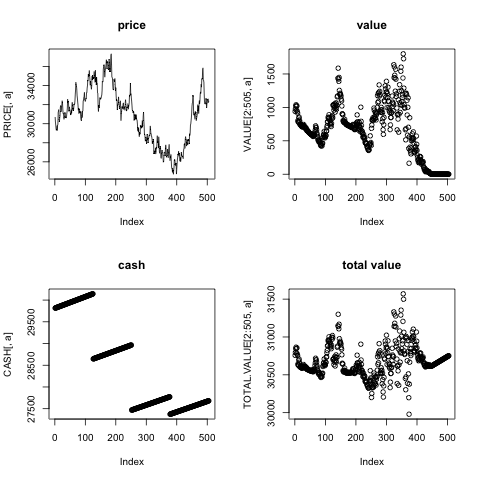 price
PRICE[, a]
26000 30000 34000
0 100 200 300 400 500
Index
value
VALUE[2:505, a]
0 500 1000 1500
0 100 200 300 400 500
Index
cash
CASH[, a]
27500 28500 29500
0 100 200 300 400 500
Index
total value
TOTAL.VALUE[2:505, a]
30000 30500 31000 31500
0 100 200 300 400 500
Index